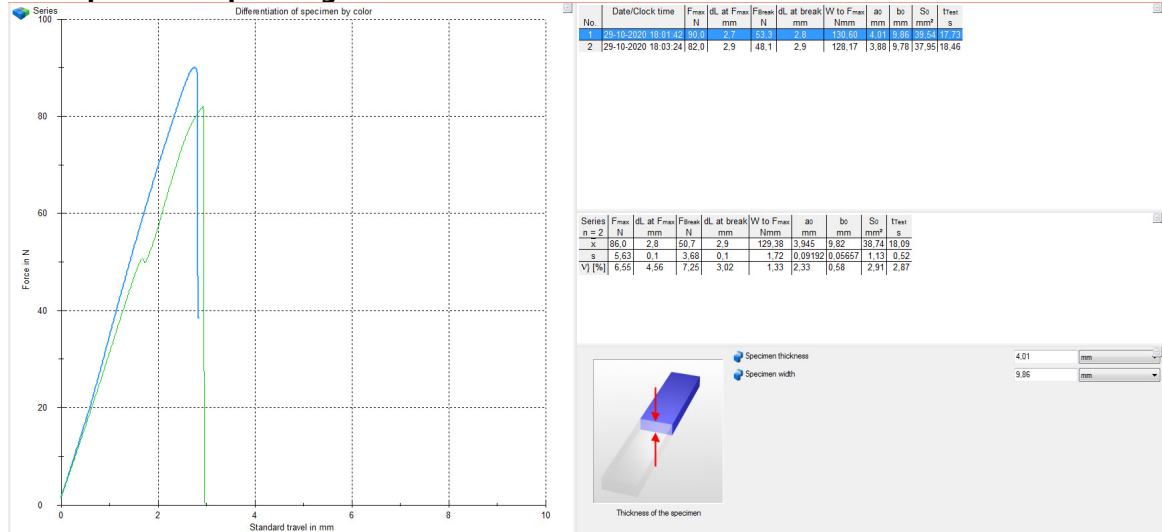 Series
Differentiation of specimen by color
100
80
60
40
20
0
Force in N
0 2 4 6 8 10
Standard travel in mm
Date/Clock time Fmax dL at Fmax FBreak dL at break W to Fmax a0 b0 S0 tTest
No. N mm N mm Nmm mm mm mm² s
1 29-10-2020 18:01:42 90,0 2,7 53,3 2,8 130,60 4,01 9,86 39,54 17,73
2 29-10-2020 18:03:24 82,0 2,9 48,1 2,9 128,17 3,88 9,78 37,95 18,46
Series Fmax dL at Fmax FBreak dL at break W to Fmax a0 b0 S0 tTest
n = 2 N mm N mm Nmm mm mm mm² s
x 86,0 2,8 50,7 2,9 129,38 3,945 9,82 38,74 18,09
s 5,63 0,1 3,68 0,1 1,72 0,09192 0,05657 1,13 0,52
V} [%] 6,55 4,56 7,25 3,02 1,33 2,33 0,58 2,91 2,87
Specimen thickness 4,01 mm
Specimen width 9,86 mm
Thickness of the specimen